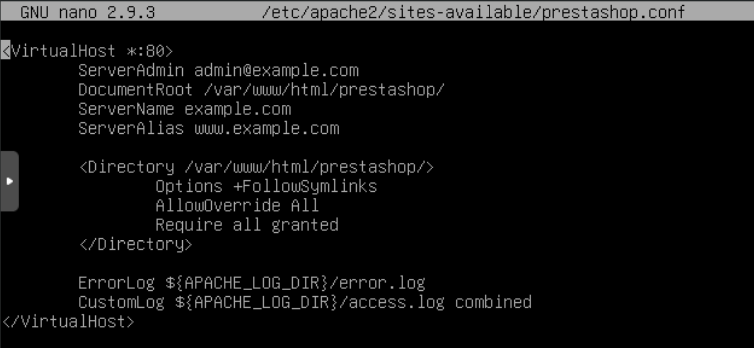 GNU nano 2.9.3 /etc/apache2/sites-available/prestashop.conf
<VirtualHost *:80>
ServerAdmin admin@example.com
DocumentRoot /var/www/html/prestashop/
ServerName example.com
ServerAlias www.example.com
<Directory /var/www/html/prestashop/>
Options +FollowSymlinks
AllowOverride All
Require all granted
</Directory>
ErrorLog ${APACHE_LOG_DIR}/error.log
CustomLog ${APACHE_LOG_DIR}/access.log combined
</VirtualHost>